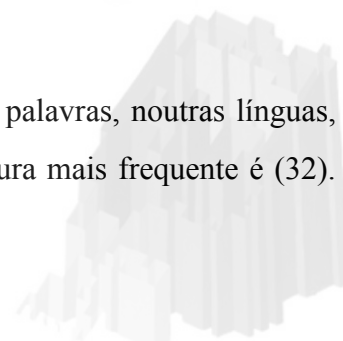 palavras, noutras línguas,
ura mais frequente é (32).